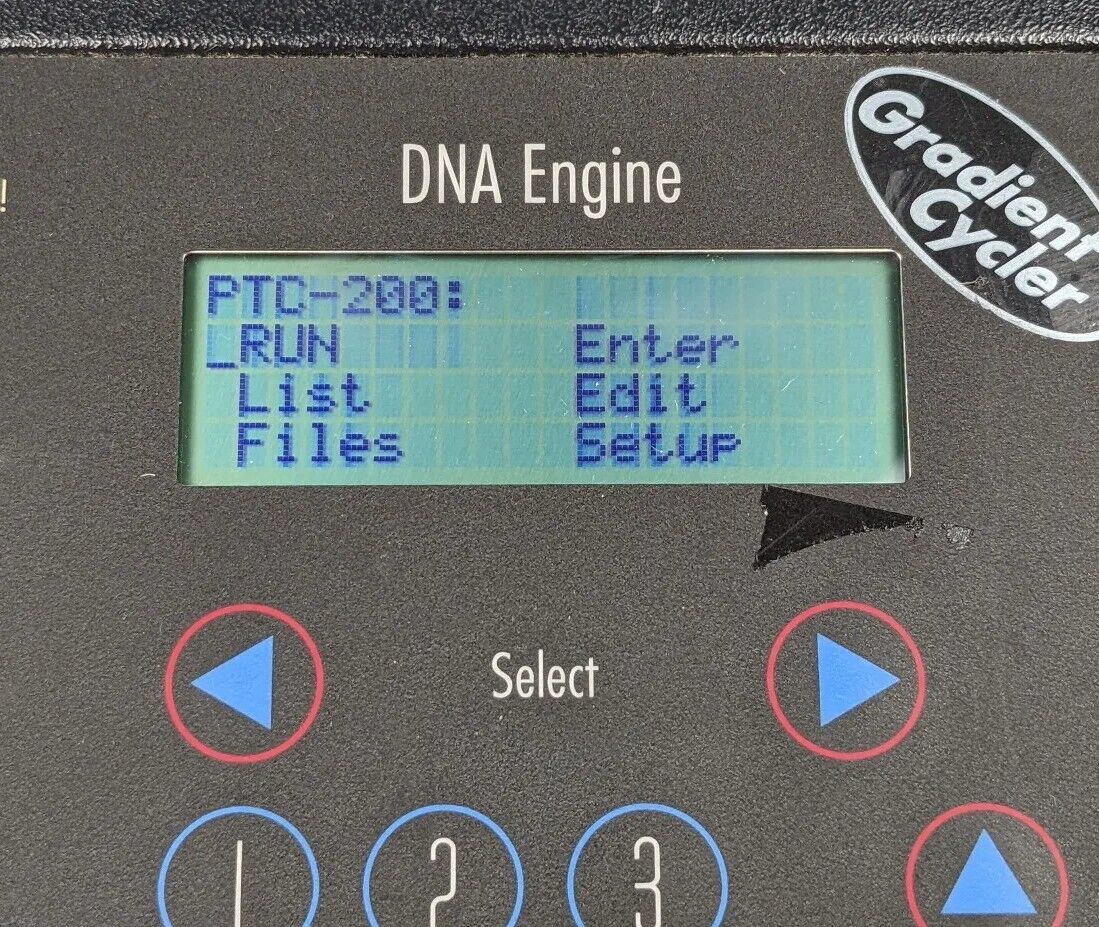 DNA Engine
Gradient
Cycler
!
PTC-200:
_RUN Enter
List Edit
Files Setup
Select
1 2 3